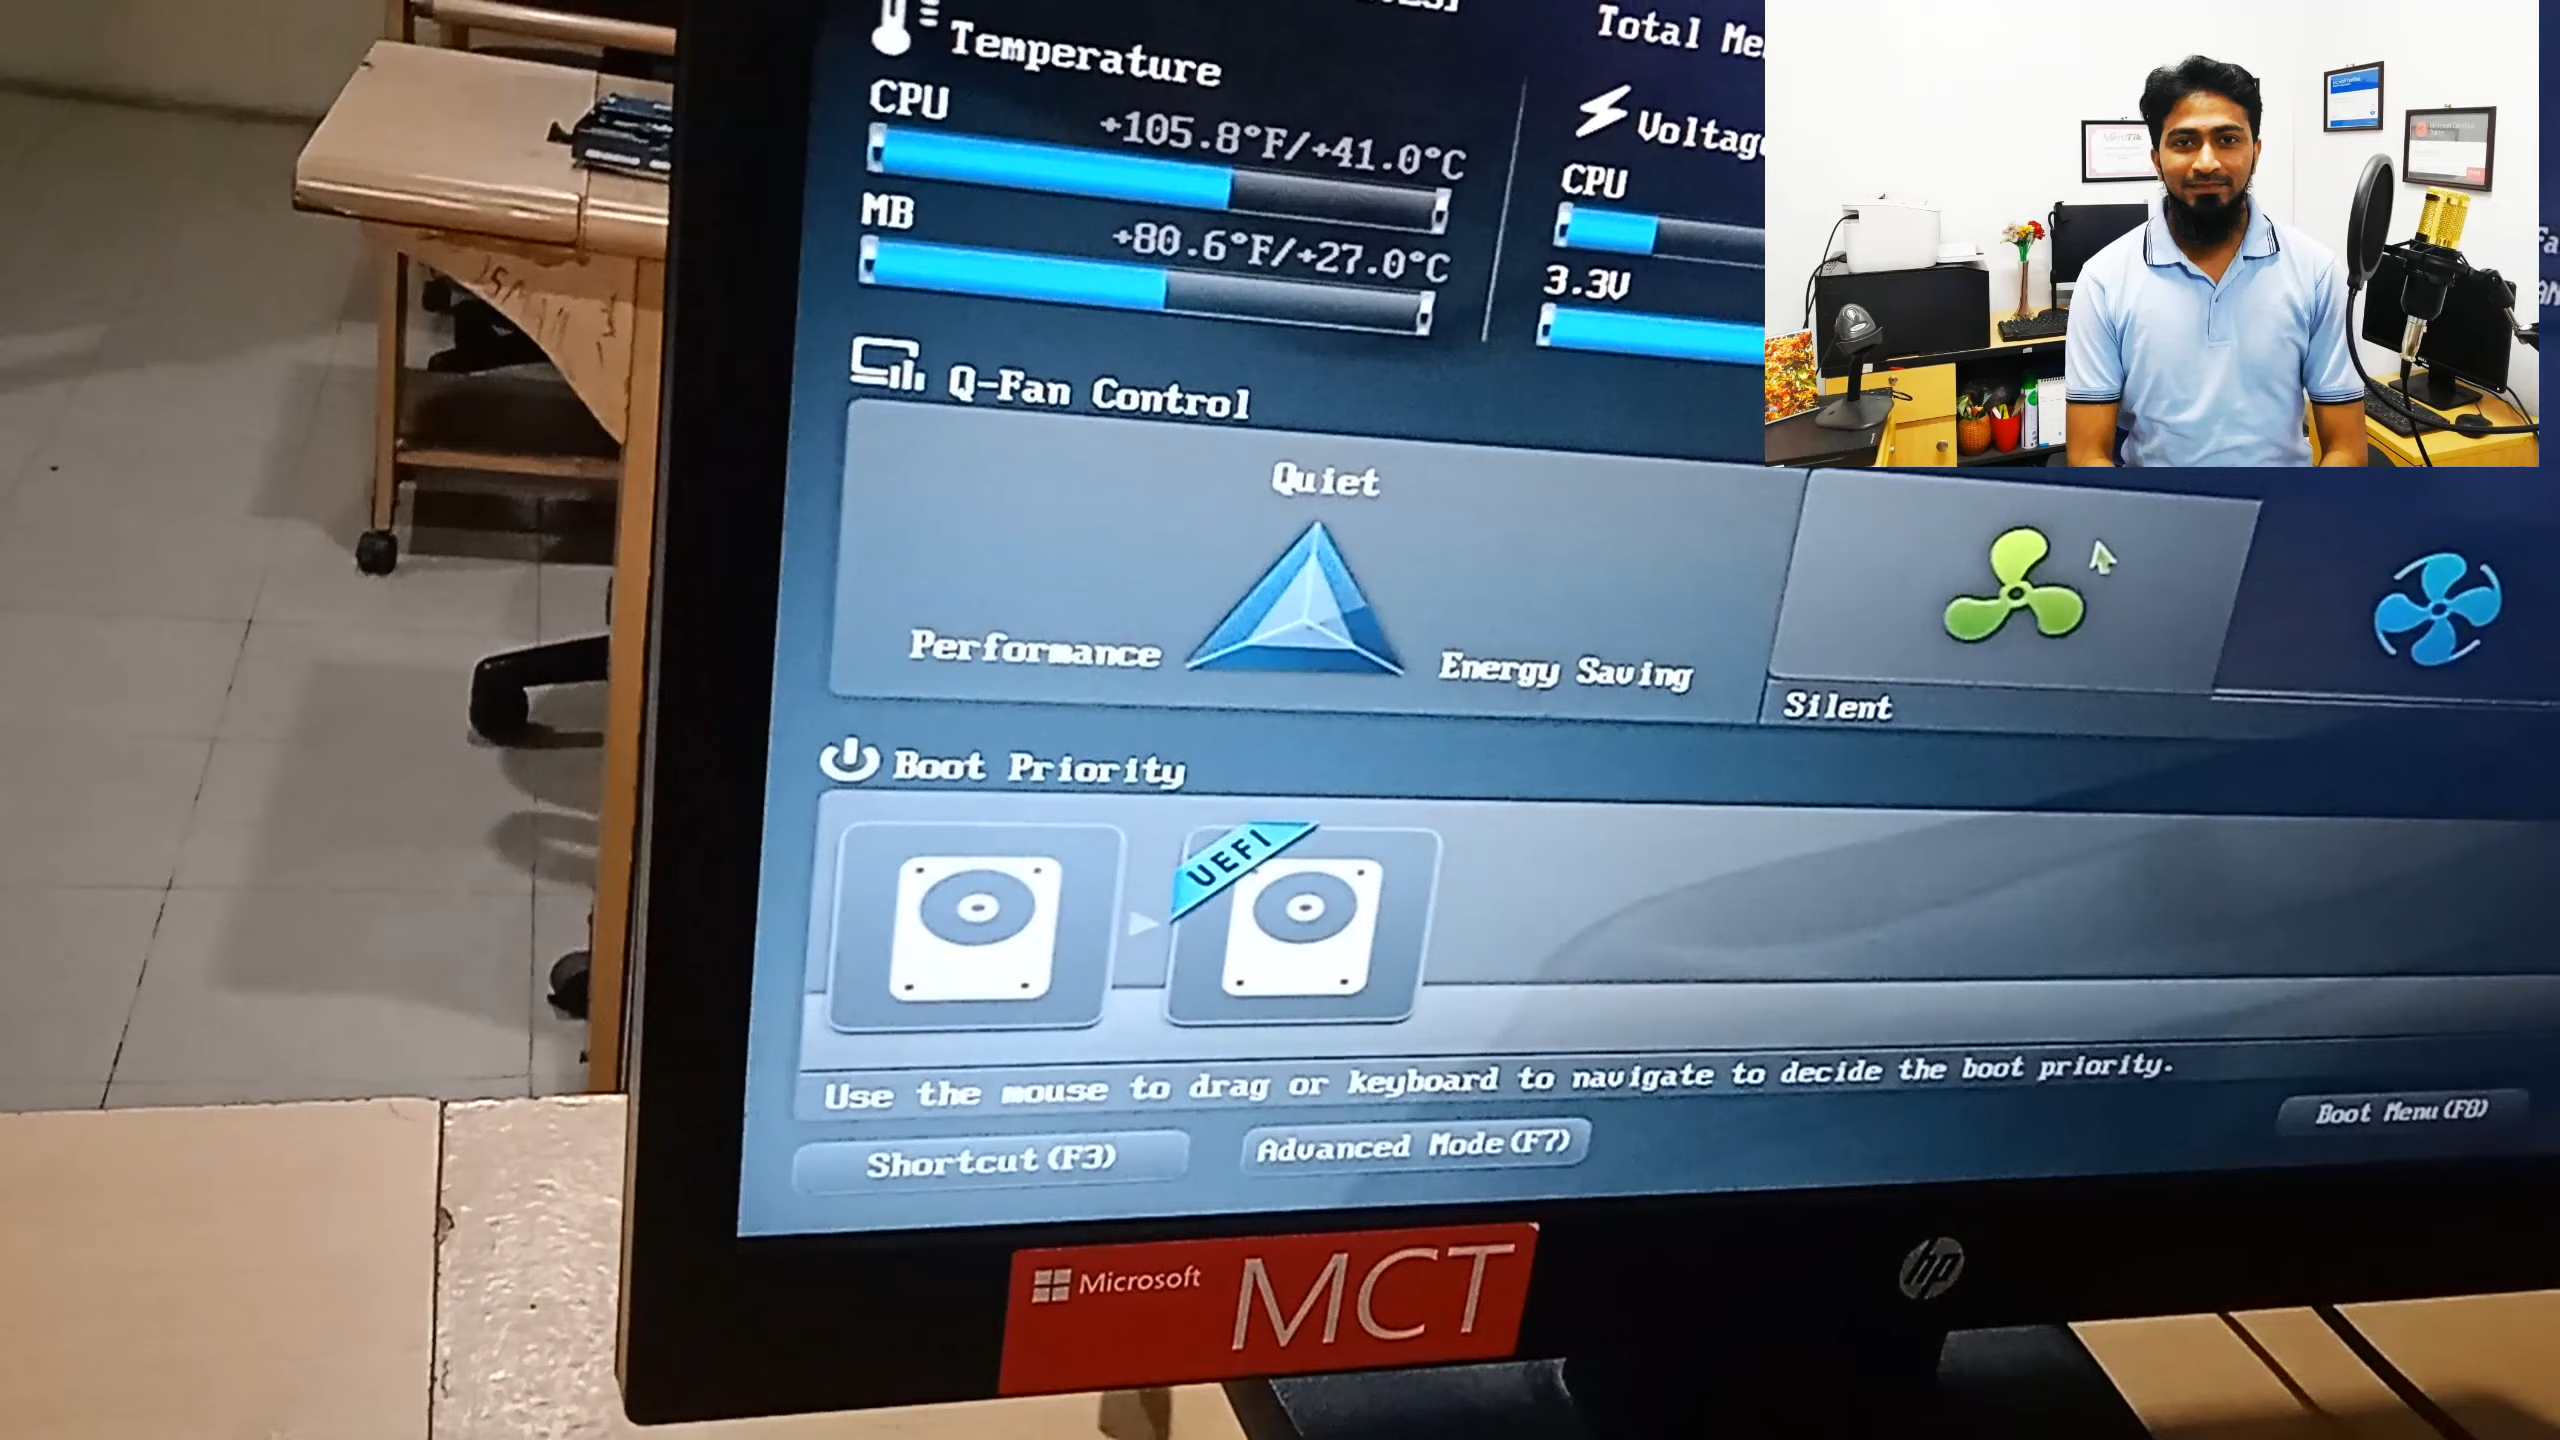 Total Me
Temperature
CPU
+105.8°F/+41.0°C
MB
+80.6°F/+27.0°C
Voltage
CPU
3.3V
Q-Fan Control
Quiet
Performance
Energy Saving
Silent
Boot Priority
UEFI
Use the mouse to drag or keyboard to navigate to decide the boot priority.
Shortcut (F3)
Advanced Mode(F7)
Boot Menu(F8)
Microsoft MCT
hp